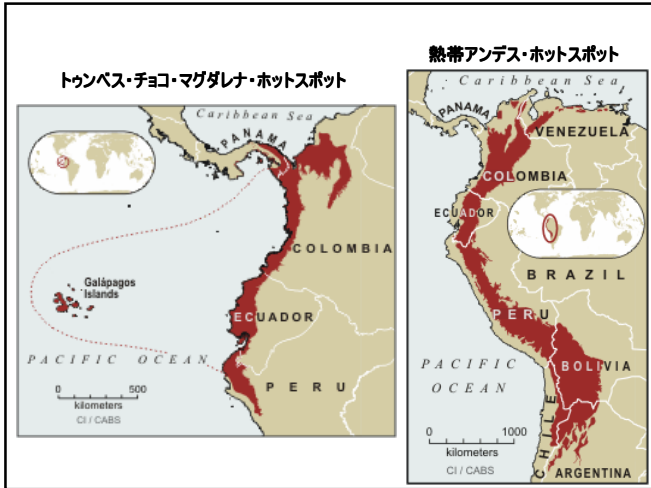 トゥンベス・チョコ・マグダレナ・ホットスポット
Caribbean Sea
PANAMA
COLOMBIA
Galápagos
Islands
ECUADOR
PACIFIC OCEAN
PERU
0 500
kilometers
CI / CABS
熱帯アンデス・ホットスポット
Caribbean Sea
PANAMA
VENEZUELA
COLOMBIA
ECUADOR
BRAZIL
PERU
PACIFIC
OCEAN
BOLIVIA
CHILE
0 1000
kilometers
CI / CABS
ARGENTINA